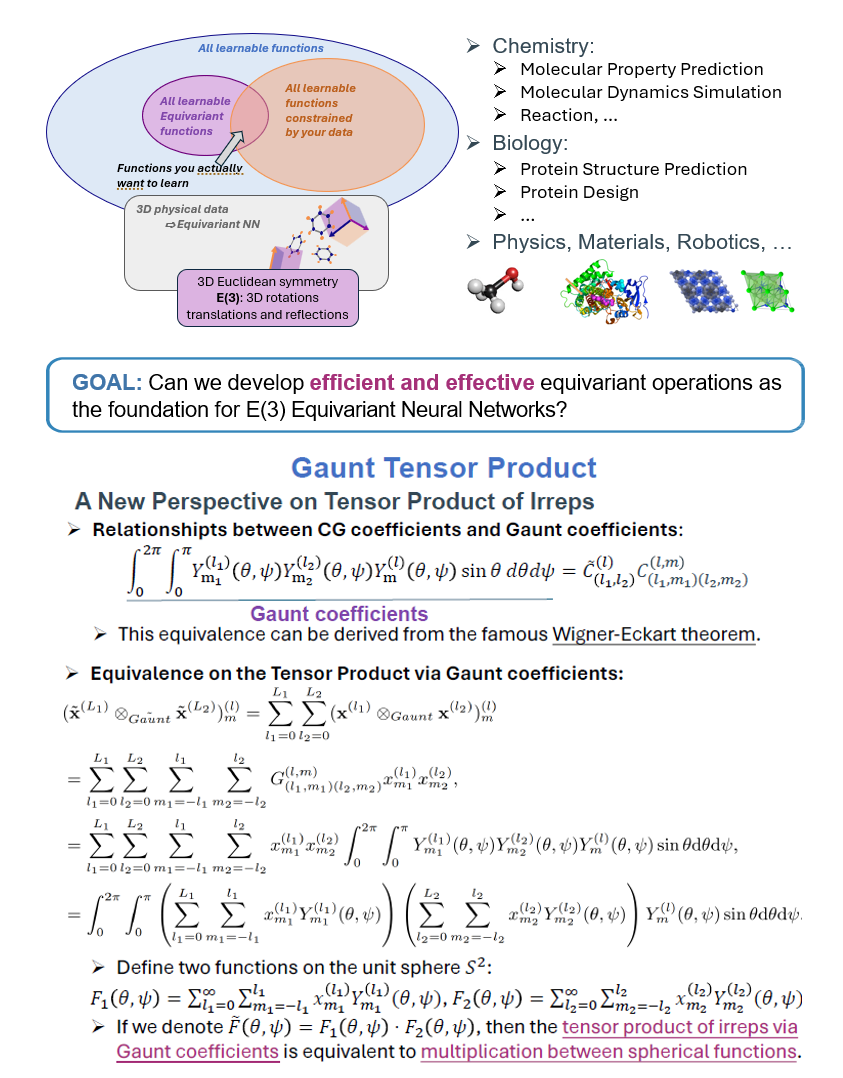 All learnable functions
All learnable
Equivariant
functions
All learnable
functions
constrained
by your data
Functions you actually
want to learn
3D physical data
⇨Equivariant NN
3D Euclidean symmetry
E(3): 3D rotations
translations and reflections
➢ Chemistry:
➢ Molecular Property Prediction
➢ Molecular Dynamics Simulation
➢ Reaction, ...
➢ Biology:
➢ Protein Structure Prediction
➢ Protein Design
➢ ...
➢ Physics, Materials, Robotics, …
GOAL: Can we develop efficient and effective equivariant operations as
the foundation for E(3) Equivariant Neural Networks?
Gaunt Tensor Product
A New Perspective on Tensor Product of Irreps
➢ Relationshipts between CG coefficients and Gaunt coefficients:
$\int_0^{2\pi}\int_0^{\pi} Y_{m_1}^{(l_1)}(\theta,\psi)Y_{m_2}^{(l_2)}(\theta,\psi)Y_m^{(l)}(\theta,\psi)\sin\theta\, d\theta d\psi = \tilde{C}_{(l_1,l_2)}^{(l)} C_{(l_1,m_1)(l_2,m_2)}^{(l,m)}$
Gaunt coefficients
➢ This equivalence can be derived from the famous Wigner-Eckart theorem.
➢ Equivalence on the Tensor Product via Gaunt coefficients:
$(\tilde{\mathbf{x}}^{(L_1)} \otimes_{\tilde{Gaunt}} \tilde{\mathbf{x}}^{(L_2)})_m^{(l)} = \sum_{l_1=0}^{L_1}\sum_{l_2=0}^{L_2} (\mathbf{x}^{(l_1)} \otimes_{Gaunt} \mathbf{x}^{(l_2)})_m^{(l)}$
$= \sum_{l_1=0}^{L_1}\sum_{l_2=0}^{L_2}\sum_{m_1=-l_1}^{l_1}\sum_{m_2=-l_2}^{l_2} G_{(l_1,m_1)(l_2,m_2)}^{(l,m)} x_{m_1}^{(l_1)} x_{m_2}^{(l_2)},$
$= \sum_{l_1=0}^{L_1}\sum_{l_2=0}^{L_2}\sum_{m_1=-l_1}^{l_1}\sum_{m_2=-l_2}^{l_2} x_{m_1}^{(l_1)} x_{m_2}^{(l_2)} \int_0^{2\pi}\int_0^{\pi} Y_{m_1}^{(l_1)}(\theta,\psi)Y_{m_2}^{(l_2)}(\theta,\psi)Y_m^{(l)}(\theta,\psi)\sin\theta \mathrm{d}\theta \mathrm{d}\psi,$
$= \int_0^{2\pi}\int_0^{\pi} \left(\sum_{l_1=0}^{L_1}\sum_{m_1=-l_1}^{l_1} x_{m_1}^{(l_1)} Y_{m_1}^{(l_1)}(\theta,\psi)\right) \left(\sum_{l_2=0}^{L_2}\sum_{m_2=-l_2}^{l_2} x_{m_2}^{(l_2)} Y_{m_2}^{(l_2)}(\theta,\psi)\right) Y_m^{(l)}(\theta,\psi)\sin\theta \mathrm{d}\theta \mathrm{d}\psi.$
➢ Define two functions on the unit sphere $S^2$:
$F_1(\theta,\psi) = \sum_{l_1=0}^{\infty}\sum_{m_1=-l_1}^{l_1} x_{m_1}^{(l_1)} Y_{m_1}^{(l_1)}(\theta,\psi), F_2(\theta,\psi) = \sum_{l_2=0}^{\infty}\sum_{m_2=-l_2}^{l_2} x_{m_2}^{(l_2)} Y_{m_2}^{(l_2)}(\theta,\psi)$
➢ If we denote $\tilde{F}(\theta,\psi) = F_1(\theta,\psi) \cdot F_2(\theta,\psi)$, then the tensor product of irreps via
Gaunt coefficients is equivalent to multiplication between spherical functions.